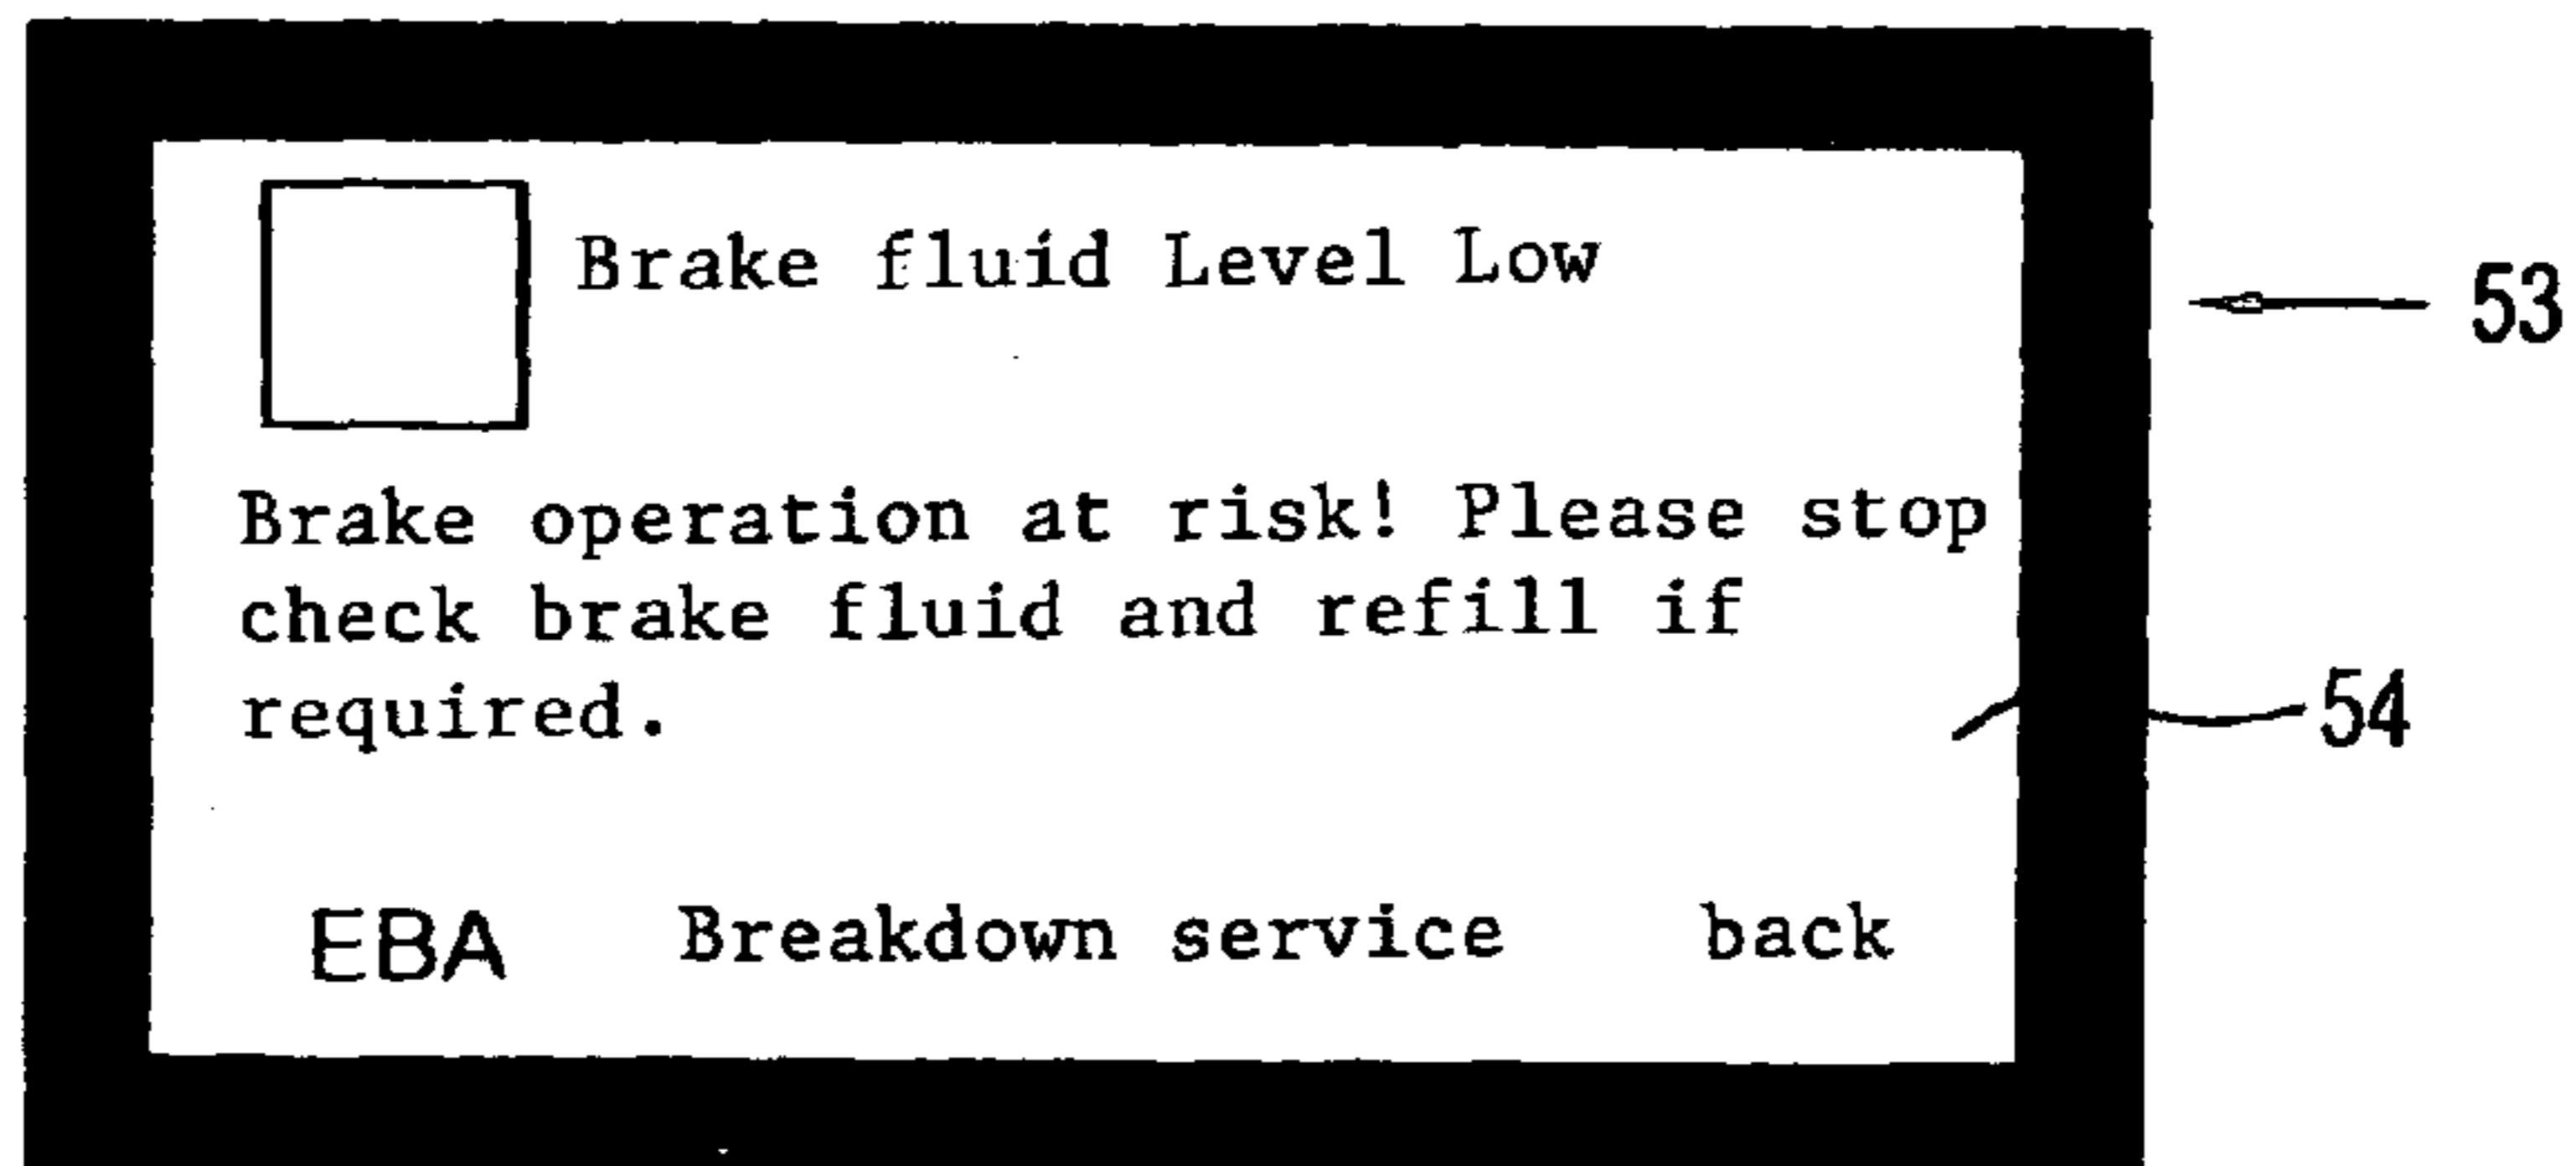 Brake fluid Level Low
53
Brake operation at risk! Please stop
check brake fluid and refill if
required.
54
EBA Breakdown service back